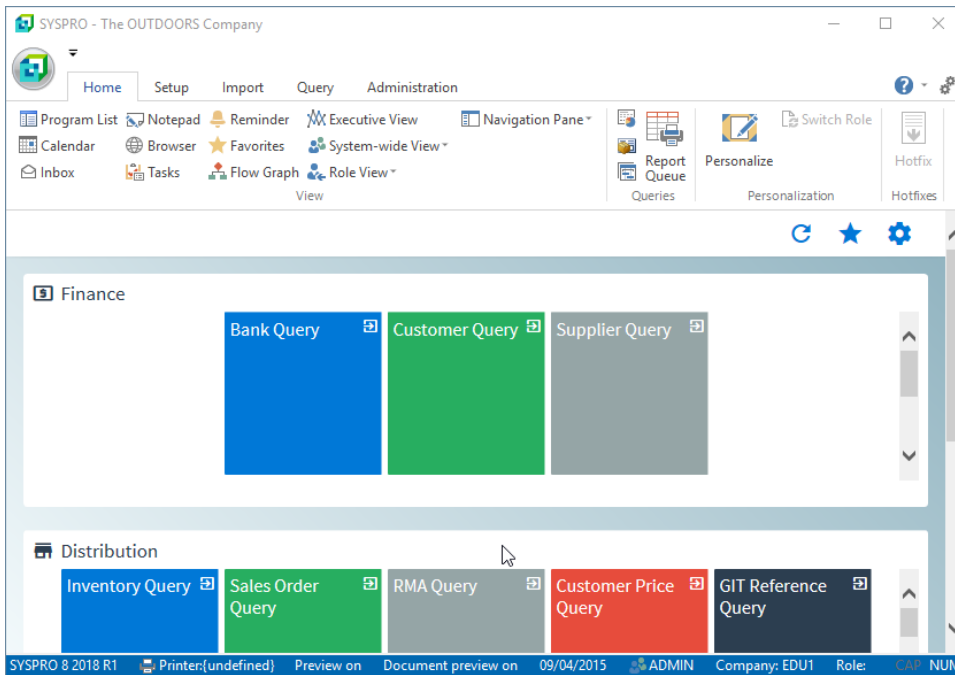 SYSPRO - The OUTDOORS Company
Home Setup Import Query Administration
Program List Notepad Reminder Executive View Navigation Pane Switch Role
Calendar Browser Favorites System-wide View Report Queue Personalize Hotfix
Inbox Tasks Flow Graph Role View
View Queries Personalization Hotfixes
Finance
Bank Query Customer Query Supplier Query
Distribution
Inventory Query Sales Order Query RMA Query Customer Price Query GIT Reference Query
SYSPRO 8 2018 R1 Printer:{undefined} Preview on Document preview on 09/04/2015 ADMIN Company: EDU1 Role: CAP NUM